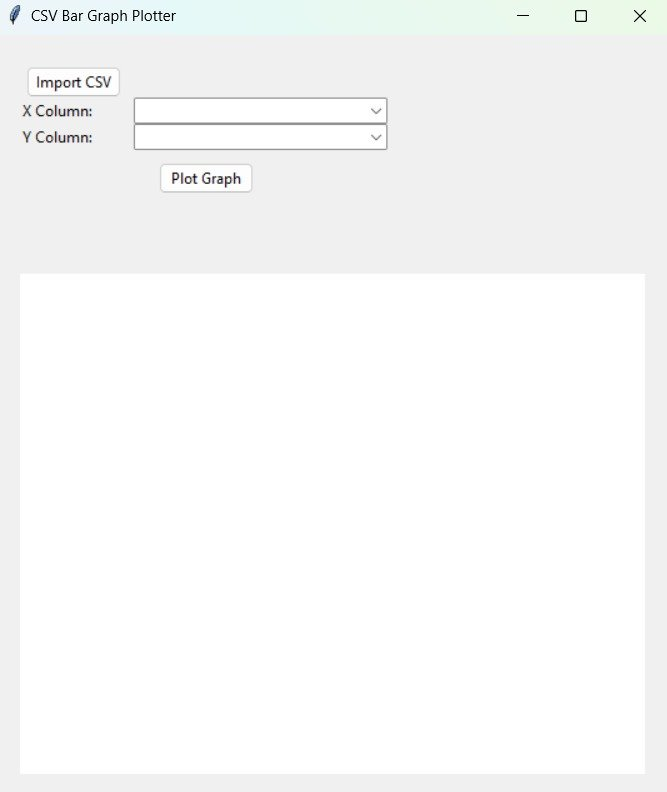 CSV Bar Graph Plotter
Import CSV
X Column:
Y Column:
Plot Graph